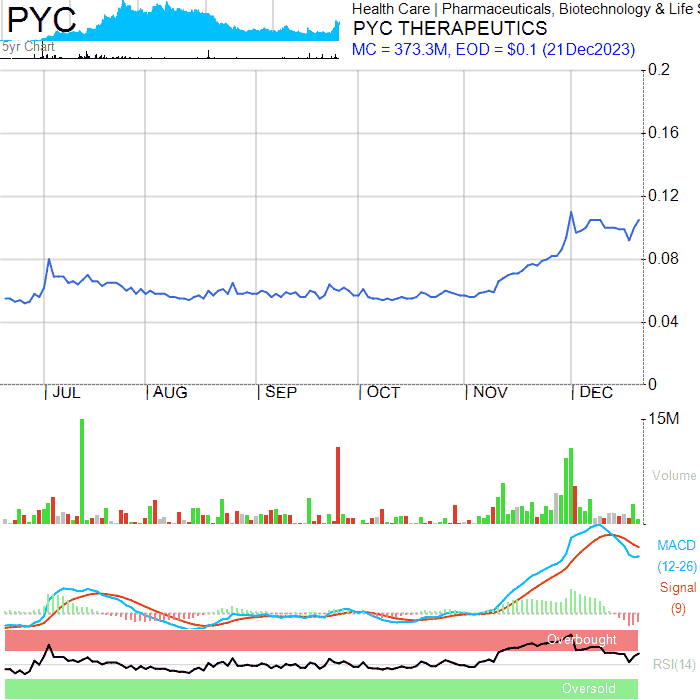 PYC
5yr Chart
Health Care | Pharmaceuticals, Biotechnology & Life S
PYC THERAPEUTICS
MC = 373.3M, EOD = $0.1 (21Dec2023)
0.2
0.16
0.12
0.08
0.04
0
JUL AUG SEP OCT NOV DEC
15M
Volume
MACD
(12-26)
Signal
(9)
Overbought
RSI(14)
Oversold